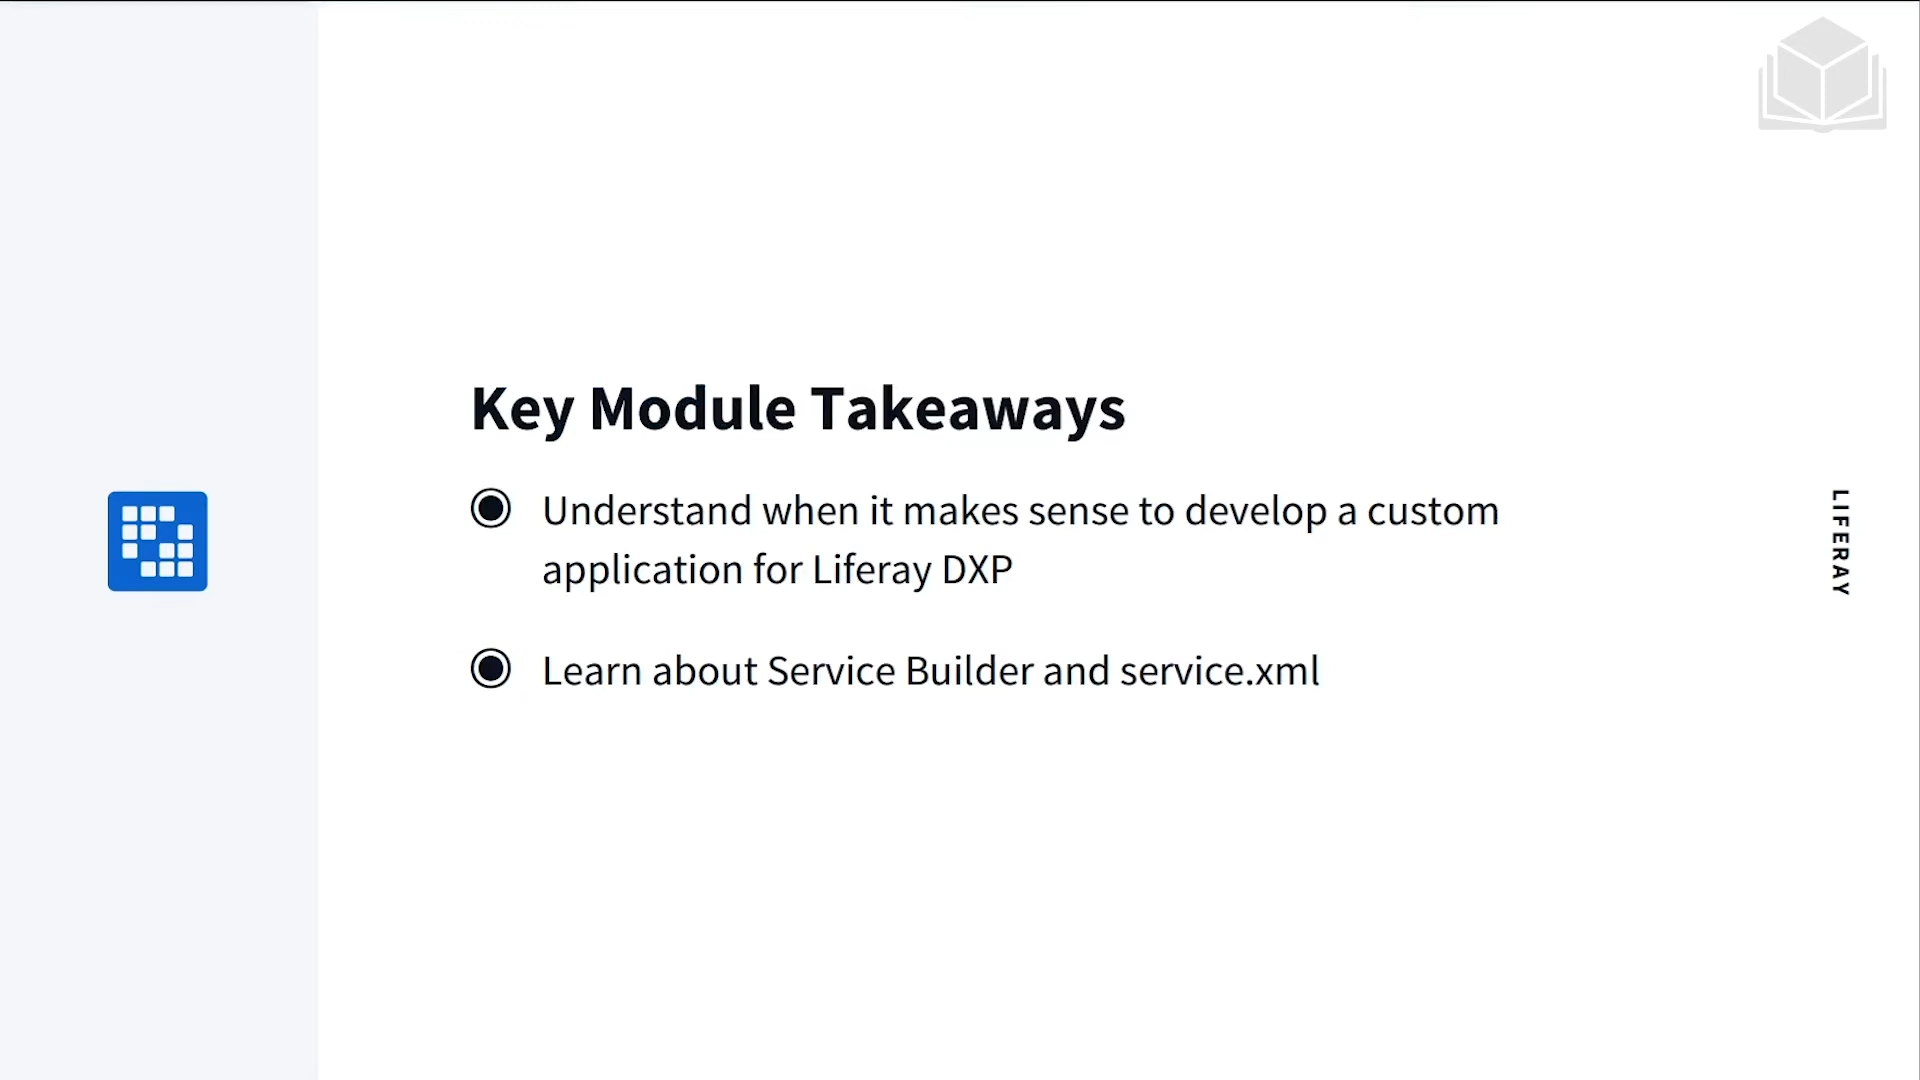 Key Module Takeaways
Understand when it makes sense to develop a custom
application for Liferay DXP
Learn about Service Builder and service.xml
LIFERAY